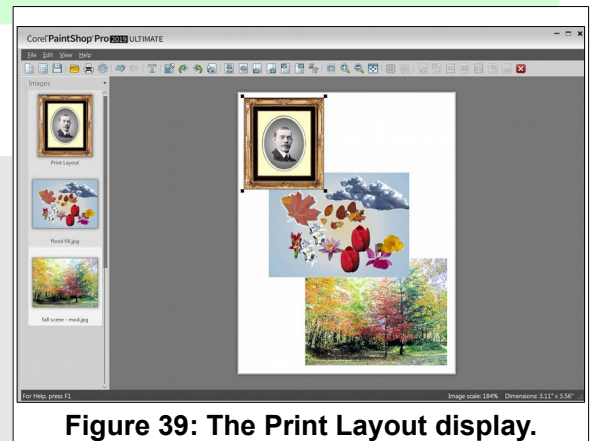 Corel® PaintShop® Pro 2019 ULTIMATE
File Edit View Help
Images
Print Layout
flood fill.jpg
fall scene - mod.jpg
For Help, press F1
Image scale: 184% Dimensions: 3.11" x 3.56"
Figure 39: The Print Layout display.